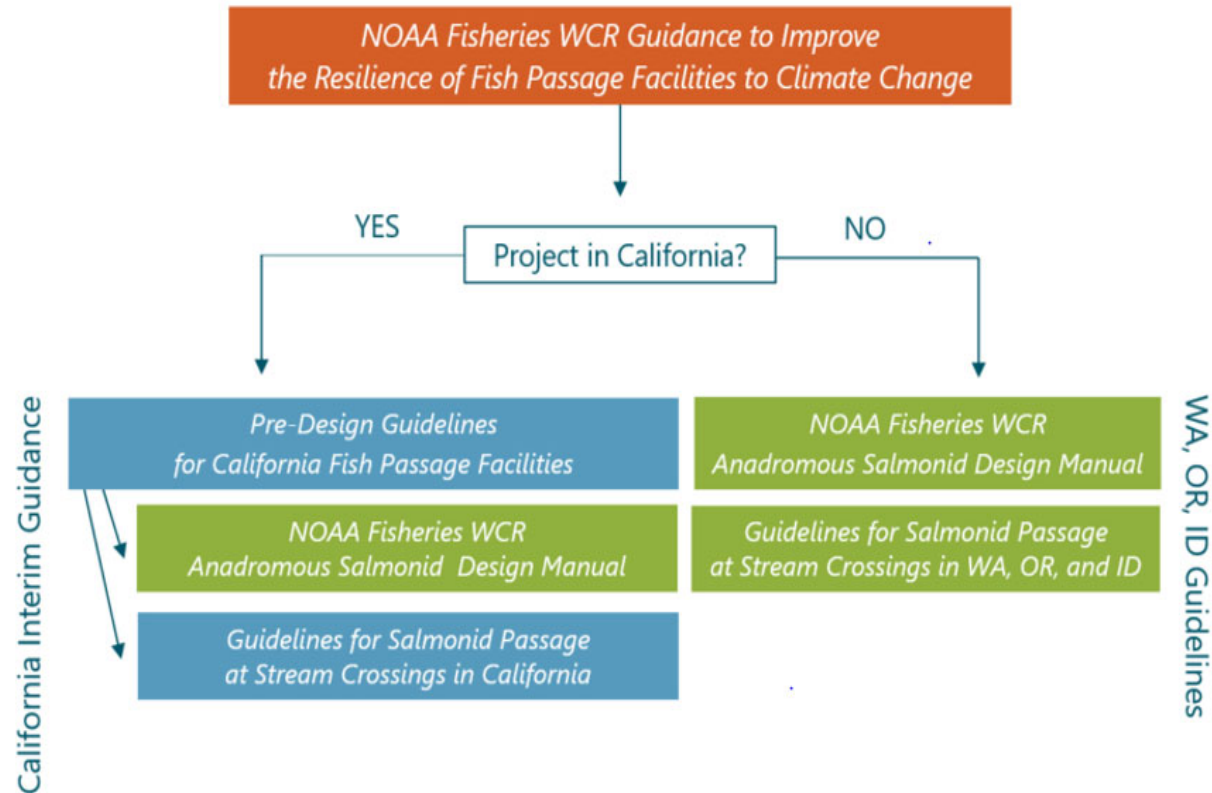 NOAA Fisheries WCR Guidance to Improve
the Resilience of Fish Passage Facilities to Climate Change
YES
NO
Project in California?
California Interim Guidance
Pre-Design Guidelines
for California Fish Passage Facilities
NOAA Fisheries WCR
Anadromous Salmonid Design Manual
Guidelines for Salmonid Passage
at Stream Crossings in California
NOAA Fisheries WCR
Anadromous Salmonid Design Manual
Guidelines for Salmonid Passage
at Stream Crossings in WA, OR, and ID
WA, OR, ID Guidelines